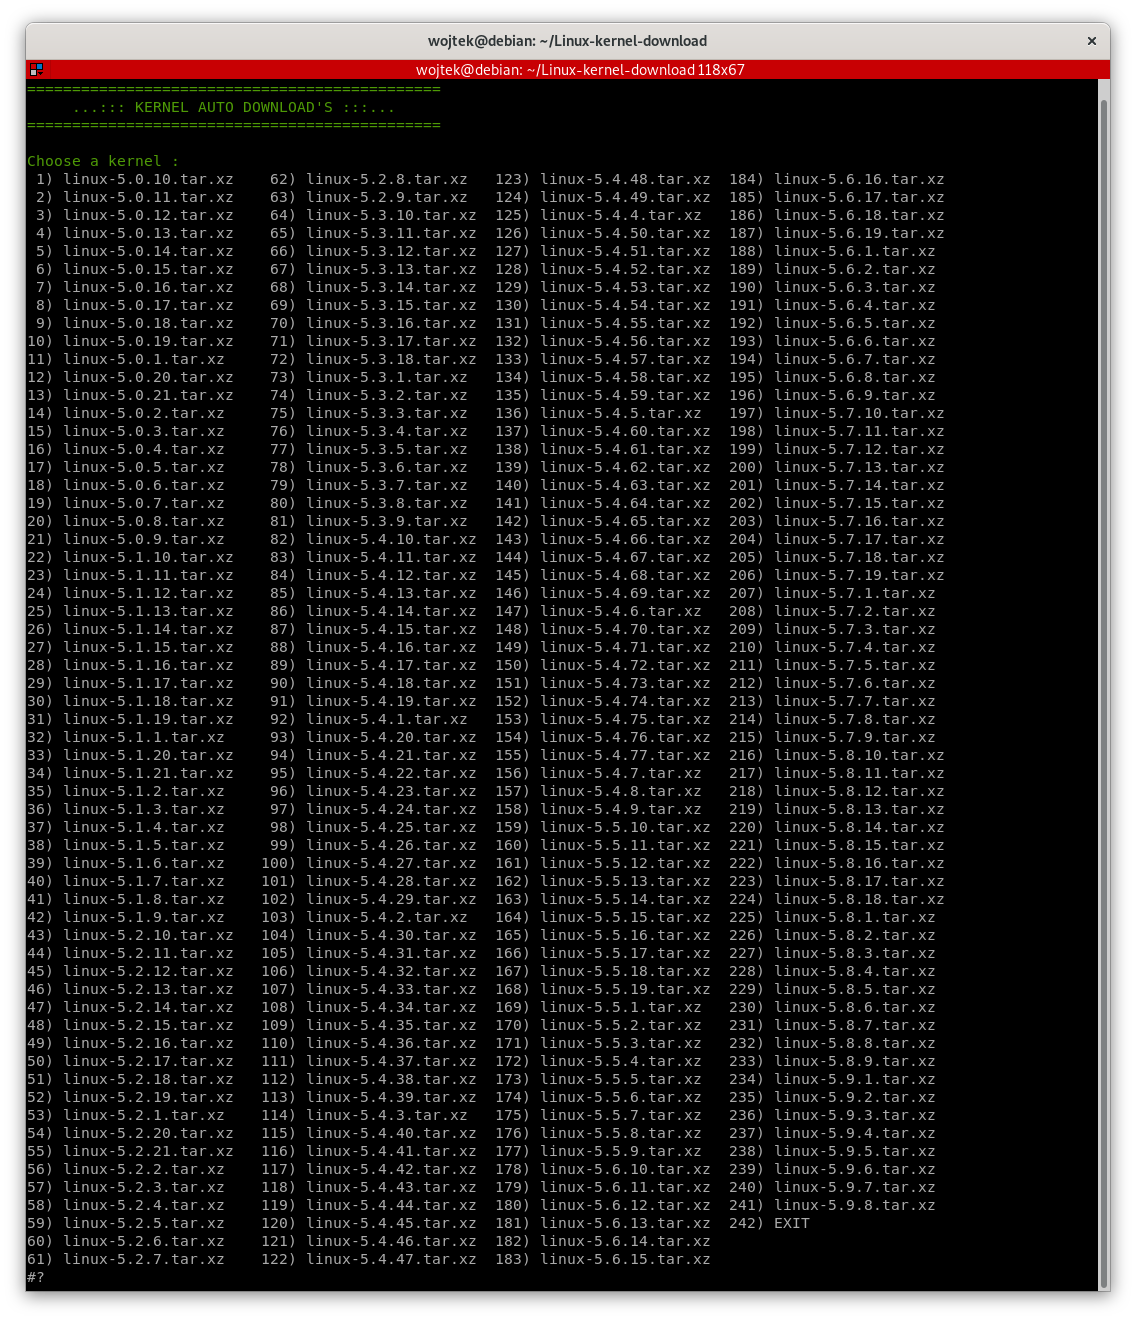 wojtek@debian: ~/Linux-kernel-download
wojtek@debian: ~/Linux-kernel-download 118x67
==============================================
...::: KERNEL AUTO DOWNLOAD'S :::...
==============================================
Choose a kernel :
1) linux-5.0.10.tar.xz 62) linux-5.2.8.tar.xz 123) linux-5.4.48.tar.xz 184) linux-5.6.16.tar.xz
2) linux-5.0.11.tar.xz 63) linux-5.2.9.tar.xz 124) linux-5.4.49.tar.xz 185) linux-5.6.17.tar.xz
3) linux-5.0.12.tar.xz 64) linux-5.3.10.tar.xz 125) linux-5.4.4.tar.xz 186) linux-5.6.18.tar.xz
4) linux-5.0.13.tar.xz 65) linux-5.3.11.tar.xz 126) linux-5.4.50.tar.xz 187) linux-5.6.19.tar.xz
5) linux-5.0.14.tar.xz 66) linux-5.3.12.tar.xz 127) linux-5.4.51.tar.xz 188) linux-5.6.1.tar.xz
6) linux-5.0.15.tar.xz 67) linux-5.3.13.tar.xz 128) linux-5.4.52.tar.xz 189) linux-5.6.2.tar.xz
7) linux-5.0.16.tar.xz 68) linux-5.3.14.tar.xz 129) linux-5.4.53.tar.xz 190) linux-5.6.3.tar.xz
8) linux-5.0.17.tar.xz 69) linux-5.3.15.tar.xz 130) linux-5.4.54.tar.xz 191) linux-5.6.4.tar.xz
9) linux-5.0.18.tar.xz 70) linux-5.3.16.tar.xz 131) linux-5.4.55.tar.xz 192) linux-5.6.5.tar.xz
10) linux-5.0.19.tar.xz 71) linux-5.3.17.tar.xz 132) linux-5.4.56.tar.xz 193) linux-5.6.6.tar.xz
11) linux-5.0.1.tar.xz 72) linux-5.3.18.tar.xz 133) linux-5.4.57.tar.xz 194) linux-5.6.7.tar.xz
12) linux-5.0.20.tar.xz 73) linux-5.3.1.tar.xz 134) linux-5.4.58.tar.xz 195) linux-5.6.8.tar.xz
13) linux-5.0.21.tar.xz 74) linux-5.3.2.tar.xz 135) linux-5.4.59.tar.xz 196) linux-5.6.9.tar.xz
14) linux-5.0.2.tar.xz 75) linux-5.3.3.tar.xz 136) linux-5.4.5.tar.xz 197) linux-5.7.10.tar.xz
15) linux-5.0.3.tar.xz 76) linux-5.3.4.tar.xz 137) linux-5.4.60.tar.xz 198) linux-5.7.11.tar.xz
16) linux-5.0.4.tar.xz 77) linux-5.3.5.tar.xz 138) linux-5.4.61.tar.xz 199) linux-5.7.12.tar.xz
17) linux-5.0.5.tar.xz 78) linux-5.3.6.tar.xz 139) linux-5.4.62.tar.xz 200) linux-5.7.13.tar.xz
18) linux-5.0.6.tar.xz 79) linux-5.3.7.tar.xz 140) linux-5.4.63.tar.xz 201) linux-5.7.14.tar.xz
19) linux-5.0.7.tar.xz 80) linux-5.3.8.tar.xz 141) linux-5.4.64.tar.xz 202) linux-5.7.15.tar.xz
20) linux-5.0.8.tar.xz 81) linux-5.3.9.tar.xz 142) linux-5.4.65.tar.xz 203) linux-5.7.16.tar.xz
21) linux-5.0.9.tar.xz 82) linux-5.4.10.tar.xz 143) linux-5.4.66.tar.xz 204) linux-5.7.17.tar.xz
22) linux-5.1.10.tar.xz 83) linux-5.4.11.tar.xz 144) linux-5.4.67.tar.xz 205) linux-5.7.18.tar.xz
23) linux-5.1.11.tar.xz 84) linux-5.4.12.tar.xz 145) linux-5.4.68.tar.xz 206) linux-5.7.19.tar.xz
24) linux-5.1.12.tar.xz 85) linux-5.4.13.tar.xz 146) linux-5.4.69.tar.xz 207) linux-5.7.1.tar.xz
25) linux-5.1.13.tar.xz 86) linux-5.4.14.tar.xz 147) linux-5.4.6.tar.xz 208) linux-5.7.2.tar.xz
26) linux-5.1.14.tar.xz 87) linux-5.4.15.tar.xz 148) linux-5.4.70.tar.xz 209) linux-5.7.3.tar.xz
27) linux-5.1.15.tar.xz 88) linux-5.4.16.tar.xz 149) linux-5.4.71.tar.xz 210) linux-5.7.4.tar.xz
28) linux-5.1.16.tar.xz 89) linux-5.4.17.tar.xz 150) linux-5.4.72.tar.xz 211) linux-5.7.5.tar.xz
29) linux-5.1.17.tar.xz 90) linux-5.4.18.tar.xz 151) linux-5.4.73.tar.xz 212) linux-5.7.6.tar.xz
30) linux-5.1.18.tar.xz 91) linux-5.4.19.tar.xz 152) linux-5.4.74.tar.xz 213) linux-5.7.7.tar.xz
31) linux-5.1.19.tar.xz 92) linux-5.4.1.tar.xz 153) linux-5.4.75.tar.xz 214) linux-5.7.8.tar.xz
32) linux-5.1.1.tar.xz 93) linux-5.4.20.tar.xz 154) linux-5.4.76.tar.xz 215) linux-5.7.9.tar.xz
33) linux-5.1.20.tar.xz 94) linux-5.4.21.tar.xz 155) linux-5.4.77.tar.xz 216) linux-5.8.10.tar.xz
34) linux-5.1.21.tar.xz 95) linux-5.4.22.tar.xz 156) linux-5.4.7.tar.xz 217) linux-5.8.11.tar.xz
35) linux-5.1.2.tar.xz 96) linux-5.4.23.tar.xz 157) linux-5.4.8.tar.xz 218) linux-5.8.12.tar.xz
36) linux-5.1.3.tar.xz 97) linux-5.4.24.tar.xz 158) linux-5.4.9.tar.xz 219) linux-5.8.13.tar.xz
37) linux-5.1.4.tar.xz 98) linux-5.4.25.tar.xz 159) linux-5.5.10.tar.xz 220) linux-5.8.14.tar.xz
38) linux-5.1.5.tar.xz 99) linux-5.4.26.tar.xz 160) linux-5.5.11.tar.xz 221) linux-5.8.15.tar.xz
39) linux-5.1.6.tar.xz 100) linux-5.4.27.tar.xz 161) linux-5.5.12.tar.xz 222) linux-5.8.16.tar.xz
40) linux-5.1.7.tar.xz 101) linux-5.4.28.tar.xz 162) linux-5.5.13.tar.xz 223) linux-5.8.17.tar.xz
41) linux-5.1.8.tar.xz 102) linux-5.4.29.tar.xz 163) linux-5.5.14.tar.xz 224) linux-5.8.18.tar.xz
42) linux-5.1.9.tar.xz 103) linux-5.4.2.tar.xz 164) linux-5.5.15.tar.xz 225) linux-5.8.1.tar.xz
43) linux-5.2.10.tar.xz 104) linux-5.4.30.tar.xz 165) linux-5.5.16.tar.xz 226) linux-5.8.2.tar.xz
44) linux-5.2.11.tar.xz 105) linux-5.4.31.tar.xz 166) linux-5.5.17.tar.xz 227) linux-5.8.3.tar.xz
45) linux-5.2.12.tar.xz 106) linux-5.4.32.tar.xz 167) linux-5.5.18.tar.xz 228) linux-5.8.4.tar.xz
46) linux-5.2.13.tar.xz 107) linux-5.4.33.tar.xz 168) linux-5.5.19.tar.xz 229) linux-5.8.5.tar.xz
47) linux-5.2.14.tar.xz 108) linux-5.4.34.tar.xz 169) linux-5.5.1.tar.xz 230) linux-5.8.6.tar.xz
48) linux-5.2.15.tar.xz 109) linux-5.4.35.tar.xz 170) linux-5.5.2.tar.xz 231) linux-5.8.7.tar.xz
49) linux-5.2.16.tar.xz 110) linux-5.4.36.tar.xz 171) linux-5.5.3.tar.xz 232) linux-5.8.8.tar.xz
50) linux-5.2.17.tar.xz 111) linux-5.4.37.tar.xz 172) linux-5.5.4.tar.xz 233) linux-5.8.9.tar.xz
51) linux-5.2.18.tar.xz 112) linux-5.4.38.tar.xz 173) linux-5.5.5.tar.xz 234) linux-5.9.1.tar.xz
52) linux-5.2.19.tar.xz 113) linux-5.4.39.tar.xz 174) linux-5.5.6.tar.xz 235) linux-5.9.2.tar.xz
53) linux-5.2.1.tar.xz 114) linux-5.4.3.tar.xz 175) linux-5.5.7.tar.xz 236) linux-5.9.3.tar.xz
54) linux-5.2.20.tar.xz 115) linux-5.4.40.tar.xz 176) linux-5.5.8.tar.xz 237) linux-5.9.4.tar.xz
55) linux-5.2.21.tar.xz 116) linux-5.4.41.tar.xz 177) linux-5.5.9.tar.xz 238) linux-5.9.5.tar.xz
56) linux-5.2.2.tar.xz 117) linux-5.4.42.tar.xz 178) linux-5.6.10.tar.xz 239) linux-5.9.6.tar.xz
57) linux-5.2.3.tar.xz 118) linux-5.4.43.tar.xz 179) linux-5.6.11.tar.xz 240) linux-5.9.7.tar.xz
58) linux-5.2.4.tar.xz 119) linux-5.4.44.tar.xz 180) linux-5.6.12.tar.xz 241) linux-5.9.8.tar.xz
59) linux-5.2.5.tar.xz 120) linux-5.4.45.tar.xz 181) linux-5.6.13.tar.xz 242) EXIT
60) linux-5.2.6.tar.xz 121) linux-5.4.46.tar.xz 182) linux-5.6.14.tar.xz
61) linux-5.2.7.tar.xz 122) linux-5.4.47.tar.xz 183) linux-5.6.15.tar.xz
#?